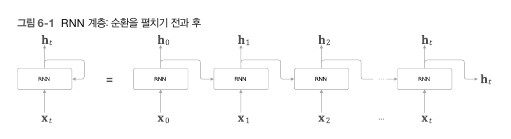 그림 6-1 RNN 계층: 순환을 펼치기 전과 후
h_t h_0 h_1 h_2 h_t
RNN = RNN RNN RNN ... RNN h_t
x_t x_0 x_1 x_2 ... x_t